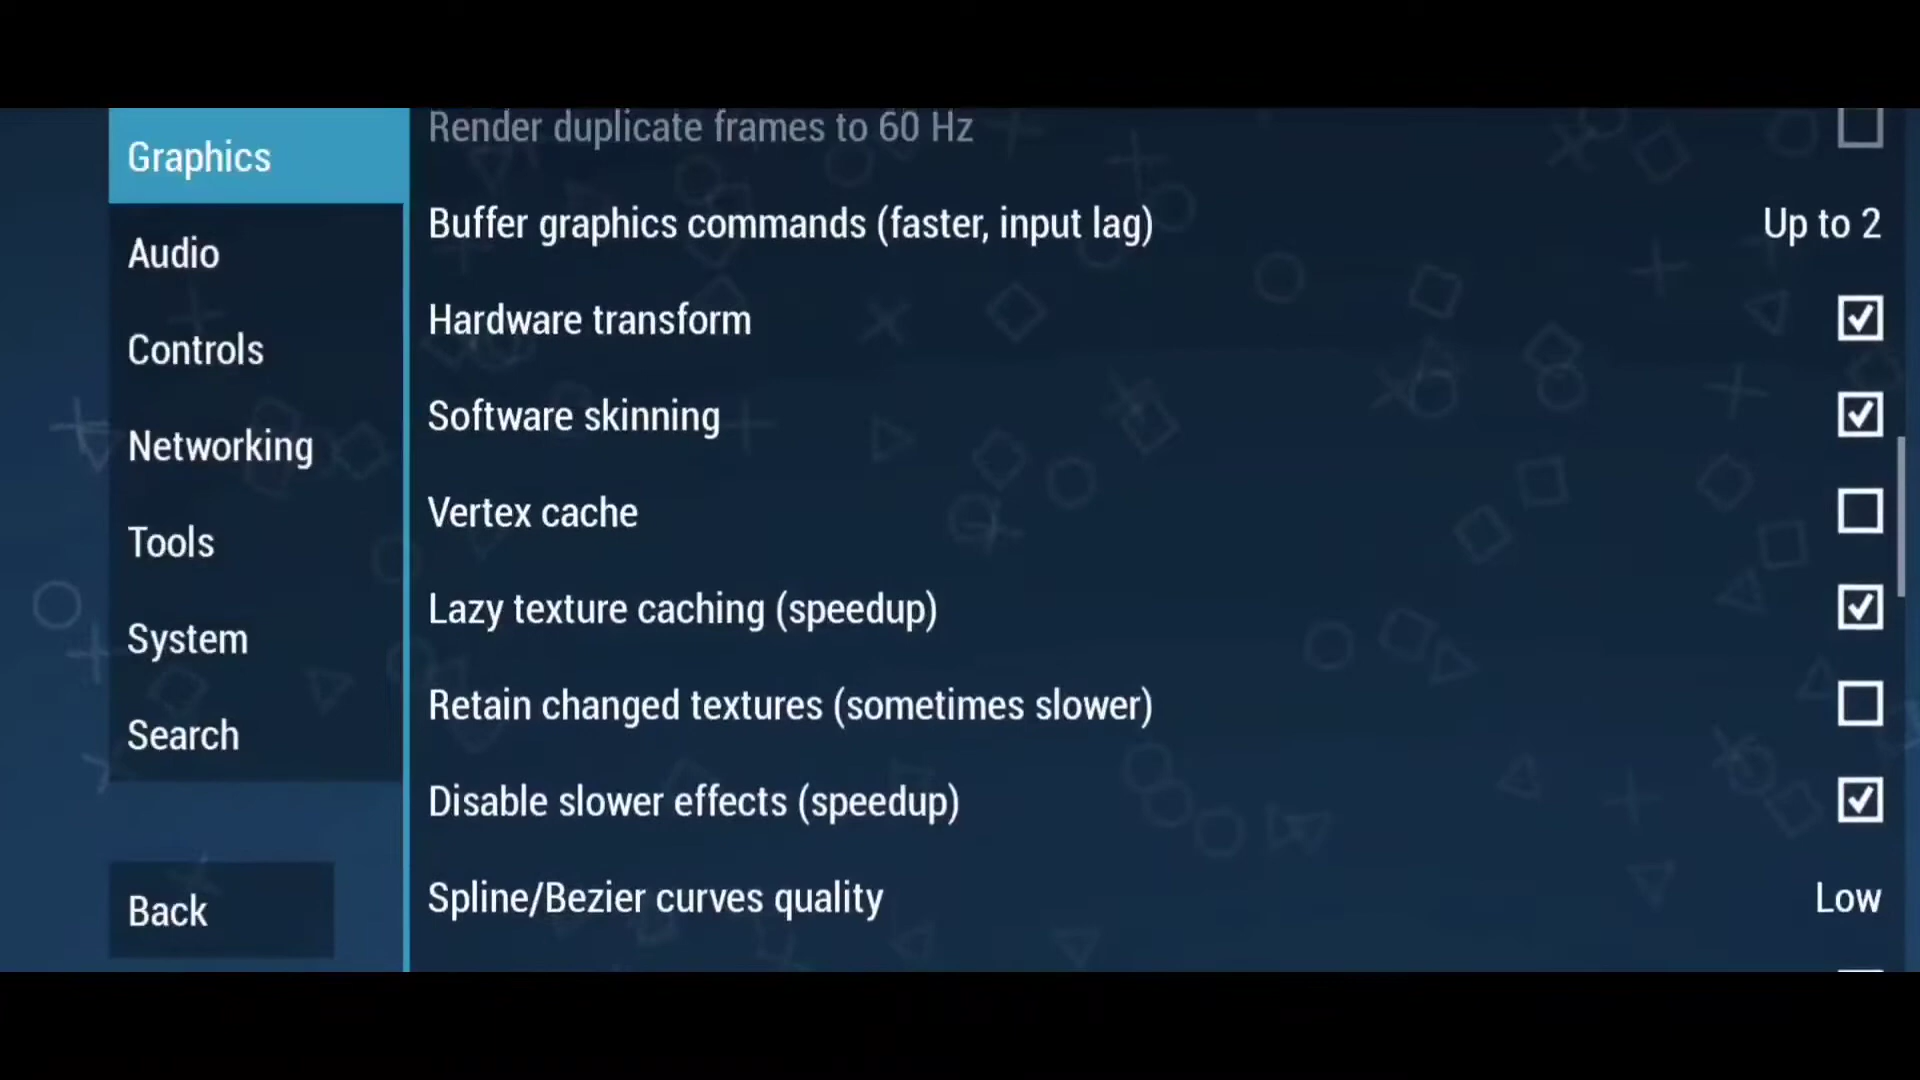 Graphics
Audio
Controls
Networking
Tools
System
Search
Back
Render duplicate frames to 60 Hz
Buffer graphics commands (faster, input lag) Up to 2
Hardware transform
Software skinning
Vertex cache
Lazy texture caching (speedup)
Retain changed textures (sometimes slower)
Disable slower effects (speedup)
Spline/Bezier curves quality Low